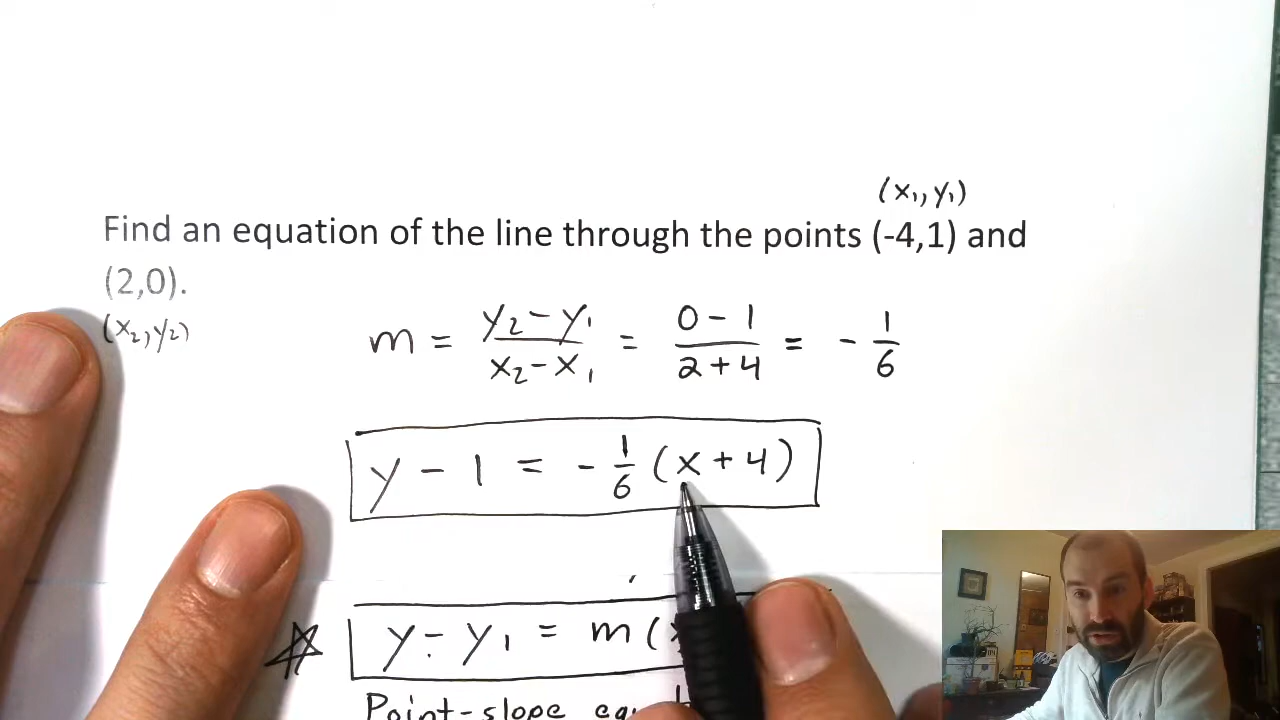 (x₁, y₁)
Find an equation of the line through the points (-4,1) and
(2,0).
(x₂, y₂)
m = y₂ - y₁ / x₂ - x₁ = 0 - 1 / 2 + 4 = - 1/6
y - 1 = - 1/6 (x + 4)
y - y₁ = m(
Point-slope